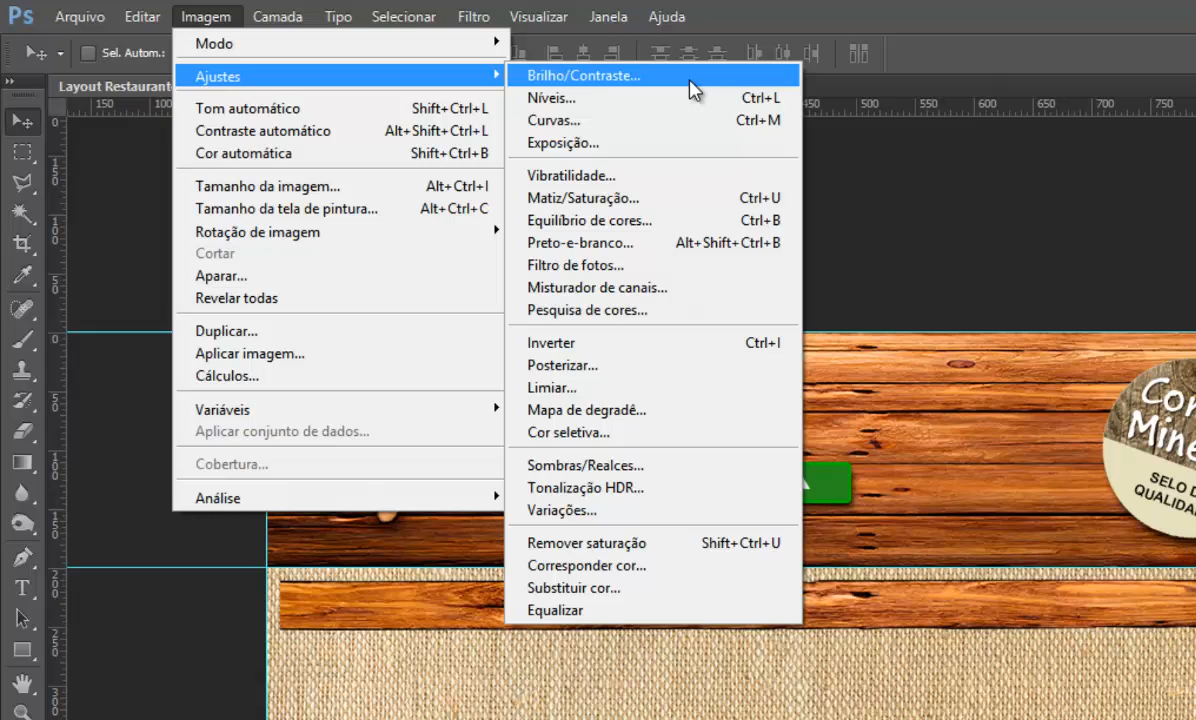 Ps Arquivo Editar Imagem Camada Tipo Selecionar Filtro Visualizar Janela Ajuda
Sel. Autom.:
Layout Restaurant
150 100 450 500 550 600 650 700 750
Modo
Ajustes
Tom automático Shift+Ctrl+L
Contraste automático Alt+Shift+Ctrl+L
Cor automática Shift+Ctrl+B
Tamanho da imagem... Alt+Ctrl+I
Tamanho da tela de pintura... Alt+Ctrl+C
Rotação de imagem
Cortar
Aparar...
Revelar todas
Duplicar...
Aplicar imagem...
Cálculos...
Variáveis
Aplicar conjunto de dados...
Cobertura...
Análise
Brilho/Contraste...
Níveis... Ctrl+L
Curvas... Ctrl+M
Exposição...
Vibratilidade...
Matiz/Saturação... Ctrl+U
Equilíbrio de cores... Ctrl+B
Preto-e-branco... Alt+Shift+Ctrl+B
Filtro de fotos...
Misturador de canais...
Pesquisa de cores...
Inverter Ctrl+I
Posterizar...
Limiar...
Mapa de degradê...
Cor seletiva...
Sombras/Realces...
Tonalização HDR...
Variações...
Remover saturação Shift+Ctrl+U
Corresponder cor...
Substituir cor...
Equalizar
Co
Mine
SELO D
QUALIDA